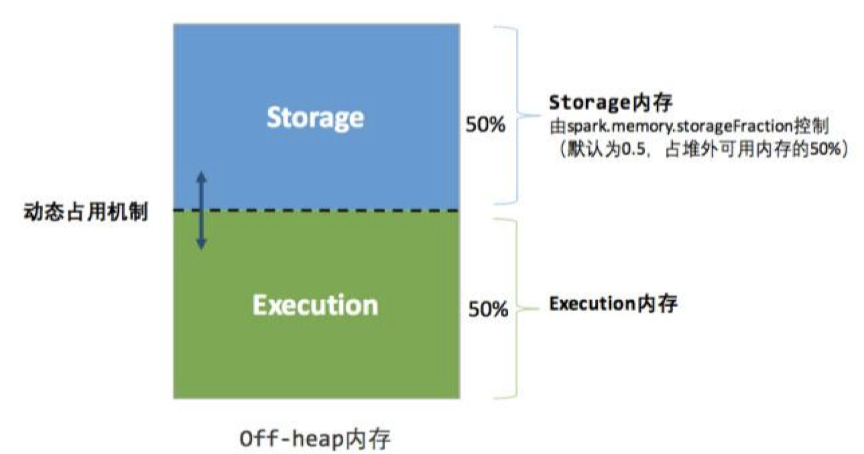 Storage
50%
Storage内存
由spark.memory.storageFraction控制
（默认为0.5，占堆外可用内存的50%）
动态占用机制
Execution
50%
Execution内存
Off-heap内存